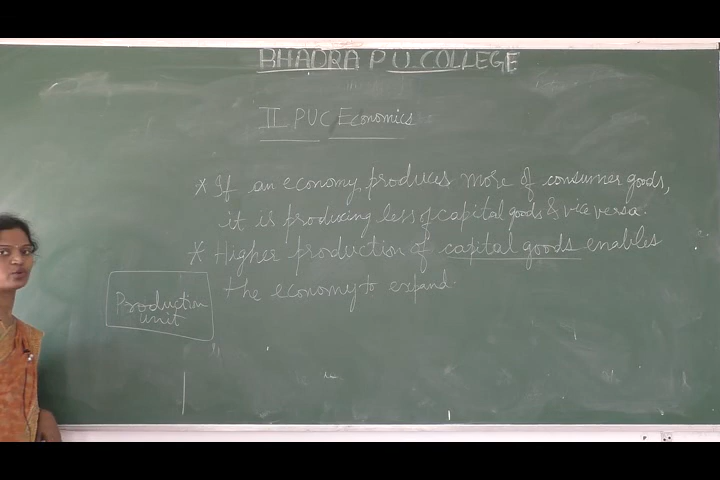 BHADRA P U. COLLEGE
II PUC Economics
* If an economy produces more of consumer goods,
it is producing less of capital goods & vice versa.
* Higher production of capital goods enables
the economy to expand.
Production
unit